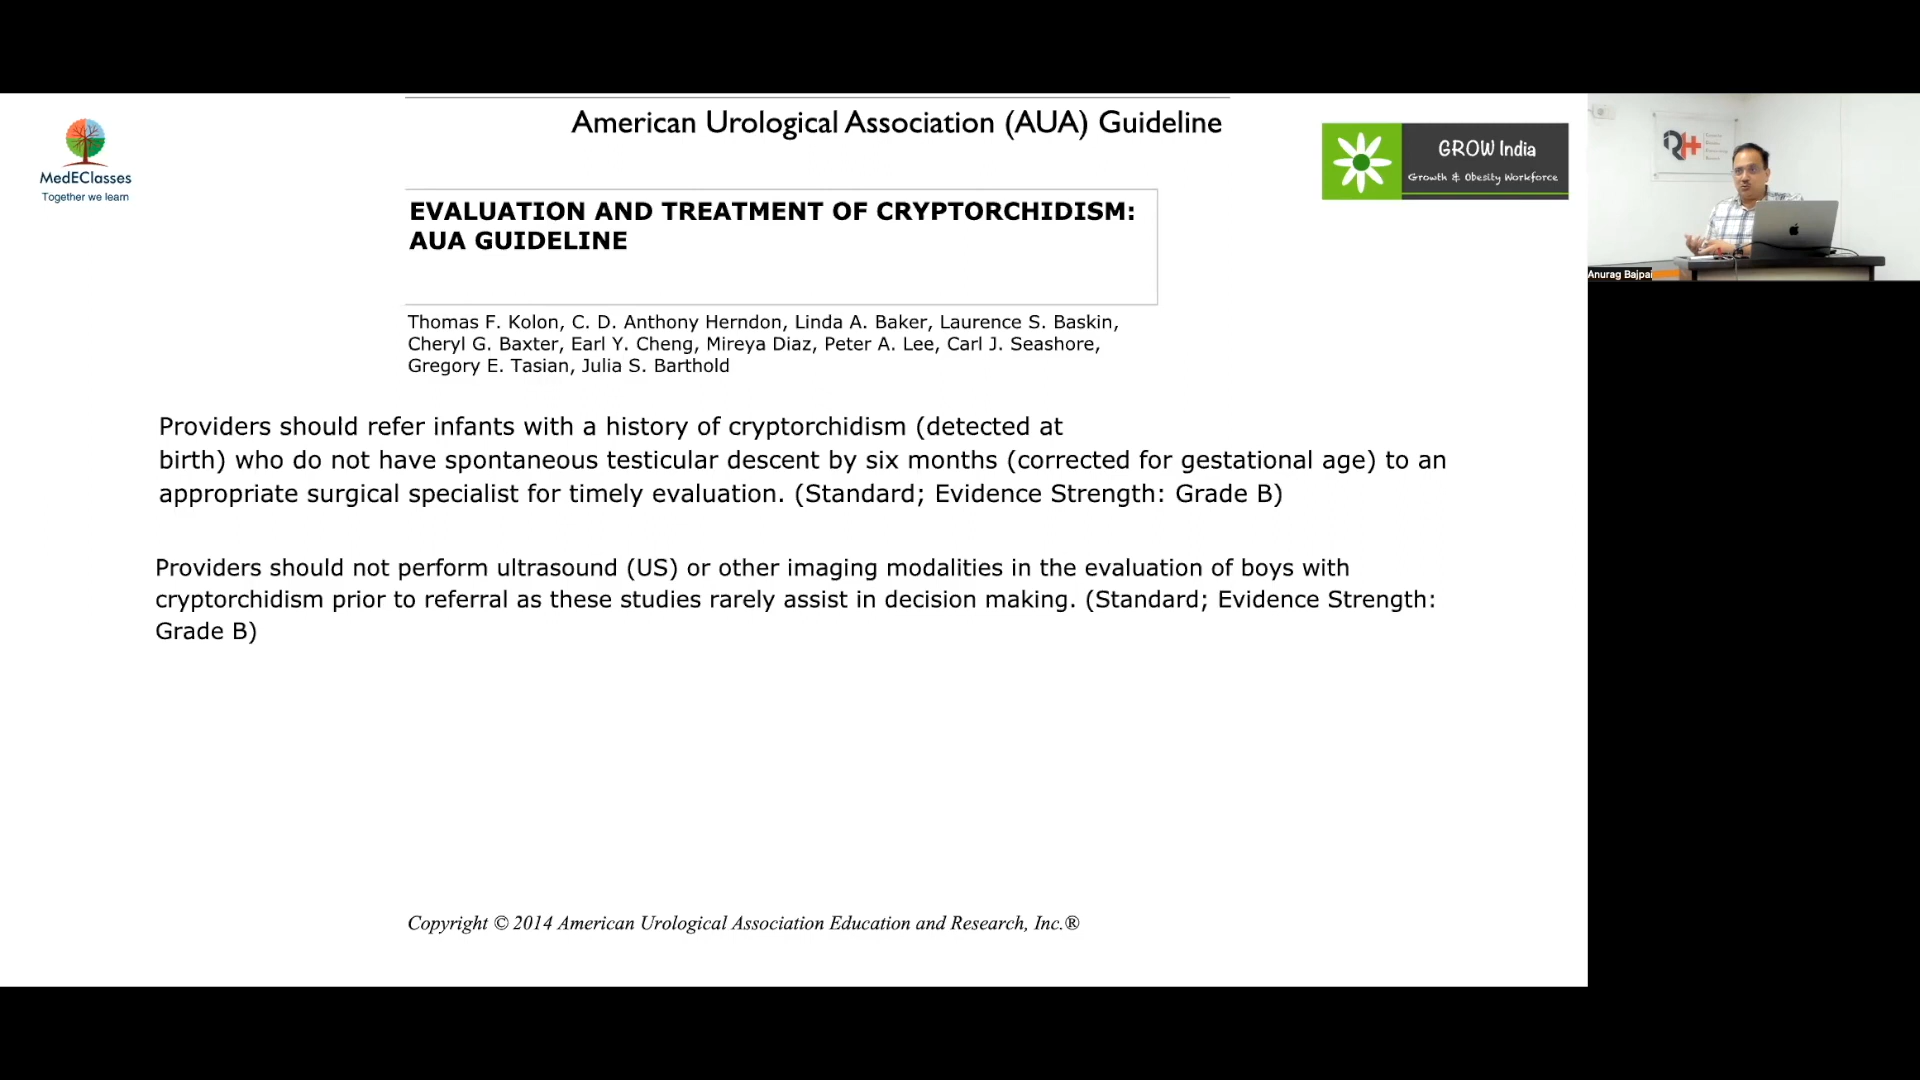 MedEClasses
Together we learn
American Urological Association (AUA) Guideline
GROW India
Growth & Obesity Workforce
EVALUATION AND TREATMENT OF CRYPTORCHIDISM:
AUA GUIDELINE
Thomas F. Kolon, C. D. Anthony Herndon, Linda A. Baker, Laurence S. Baskin,
Cheryl G. Baxter, Earl Y. Cheng, Mireya Diaz, Peter A. Lee, Carl J. Seashore,
Gregory E. Tasian, Julia S. Barthold
Providers should refer infants with a history of cryptorchidism (detected at
birth) who do not have spontaneous testicular descent by six months (corrected for gestational age) to an
appropriate surgical specialist for timely evaluation. (Standard; Evidence Strength: Grade B)
Providers should not perform ultrasound (US) or other imaging modalities in the evaluation of boys with
cryptorchidism prior to referral as these studies rarely assist in decision making. (Standard; Evidence Strength:
Grade B)
Copyright © 2014 American Urological Association Education and Research, Inc.®
Anurag Bajpai